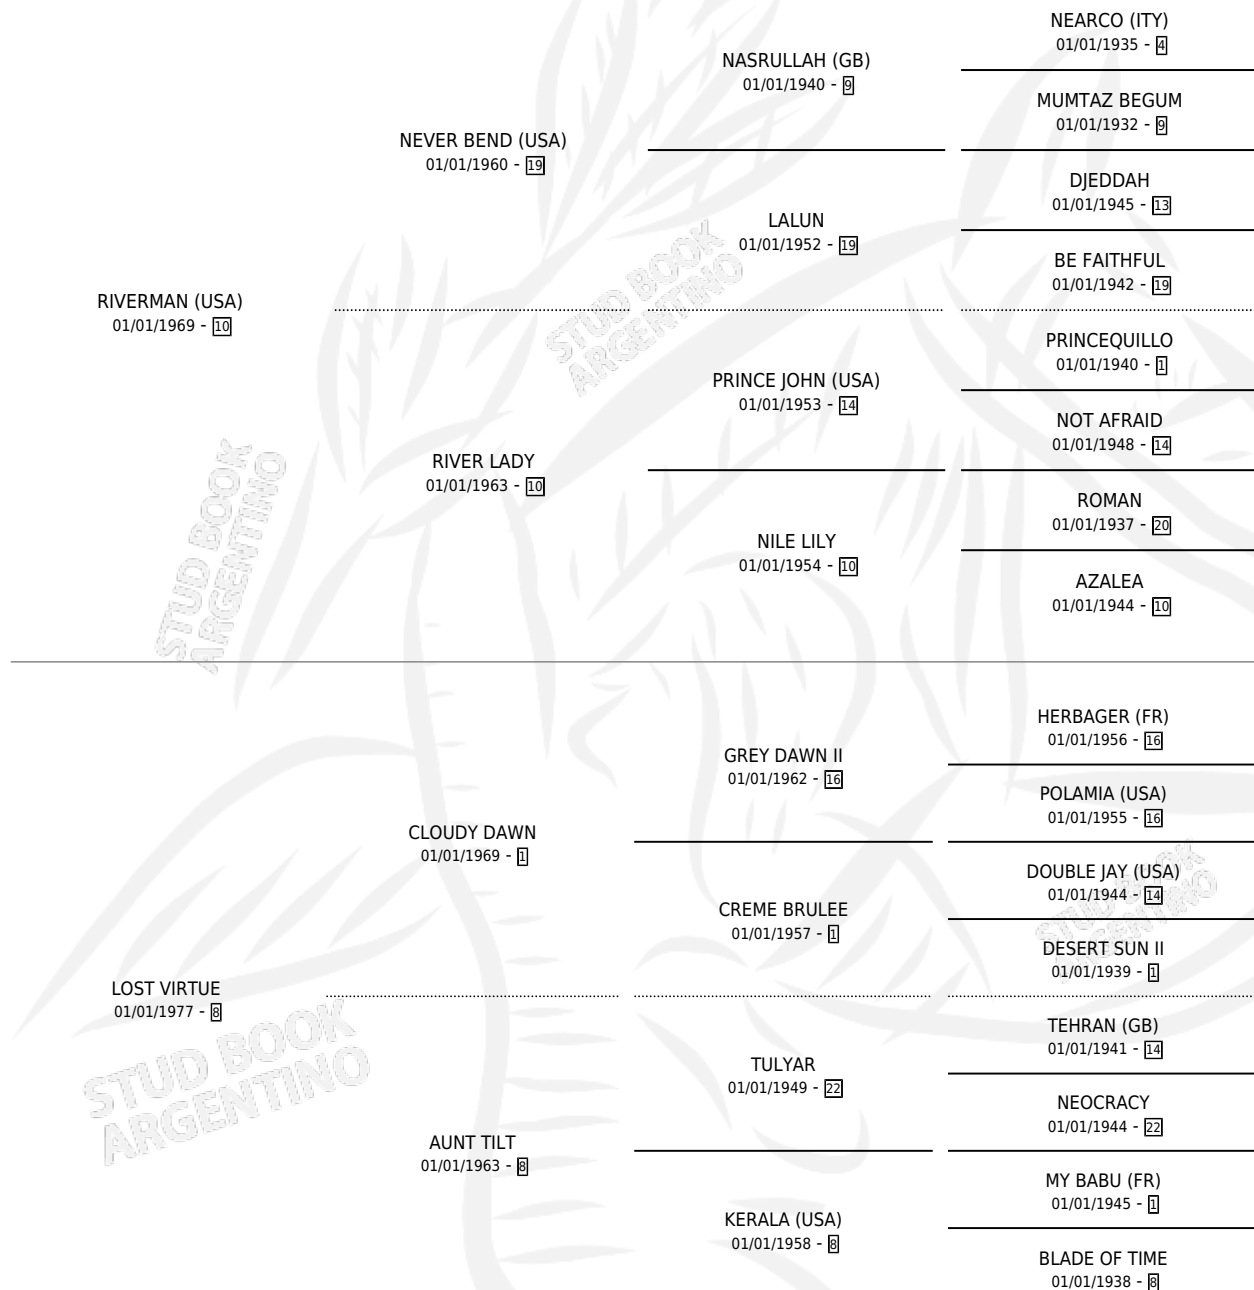 NEARCO (ITY)
01/01/1935 - 4
NASRULLAH (GB)
01/01/1940 - 9
MUMTAZ BEGUM
01/01/1932 - 9
NEVER BEND (USA)
01/01/1960 - 19
DJEDDAH
01/01/1945 - 13
LALUN
01/01/1952 - 19
BE FAITHFUL
01/01/1942 - 19
RIVERMAN (USA)
01/01/1969 - 10
PRINCEQUILLO
01/01/1940 - 1
PRINCE JOHN (USA)
01/01/1953 - 14
NOT AFRAID
01/01/1948 - 14
RIVER LADY
01/01/1963 - 10
ROMAN
01/01/1937 - 20
NILE LILY
01/01/1954 - 10
AZALEA
01/01/1944 - 10
HERBAGER (FR)
01/01/1956 - 16
GREY DAWN II
01/01/1962 - 16
POLAMIA (USA)
01/01/1955 - 16
CLOUDY DAWN
01/01/1969 - 1
DOUBLE JAY (USA)
01/01/1944 - 14
CREME BRULEE
01/01/1957 - 1
DESERT SUN II
01/01/1939 - 1
LOST VIRTUE
01/01/1977 - 8
TEHRAN (GB)
01/01/1941 - 14
TULYAR
01/01/1949 - 22
NEOCRACY
01/01/1944 - 22
AUNT TILT
01/01/1963 - 8
MY BABU (FR)
01/01/1945 - 1
KERALA (USA)
01/01/1958 - 8
BLADE OF TIME
01/01/1938 - 8
STUD BOOK
ARGENTINO
STUD BOOK
ARGENTINO
STUD BOOK
ARGENTINO
STUD BOOK
ARGENTINO